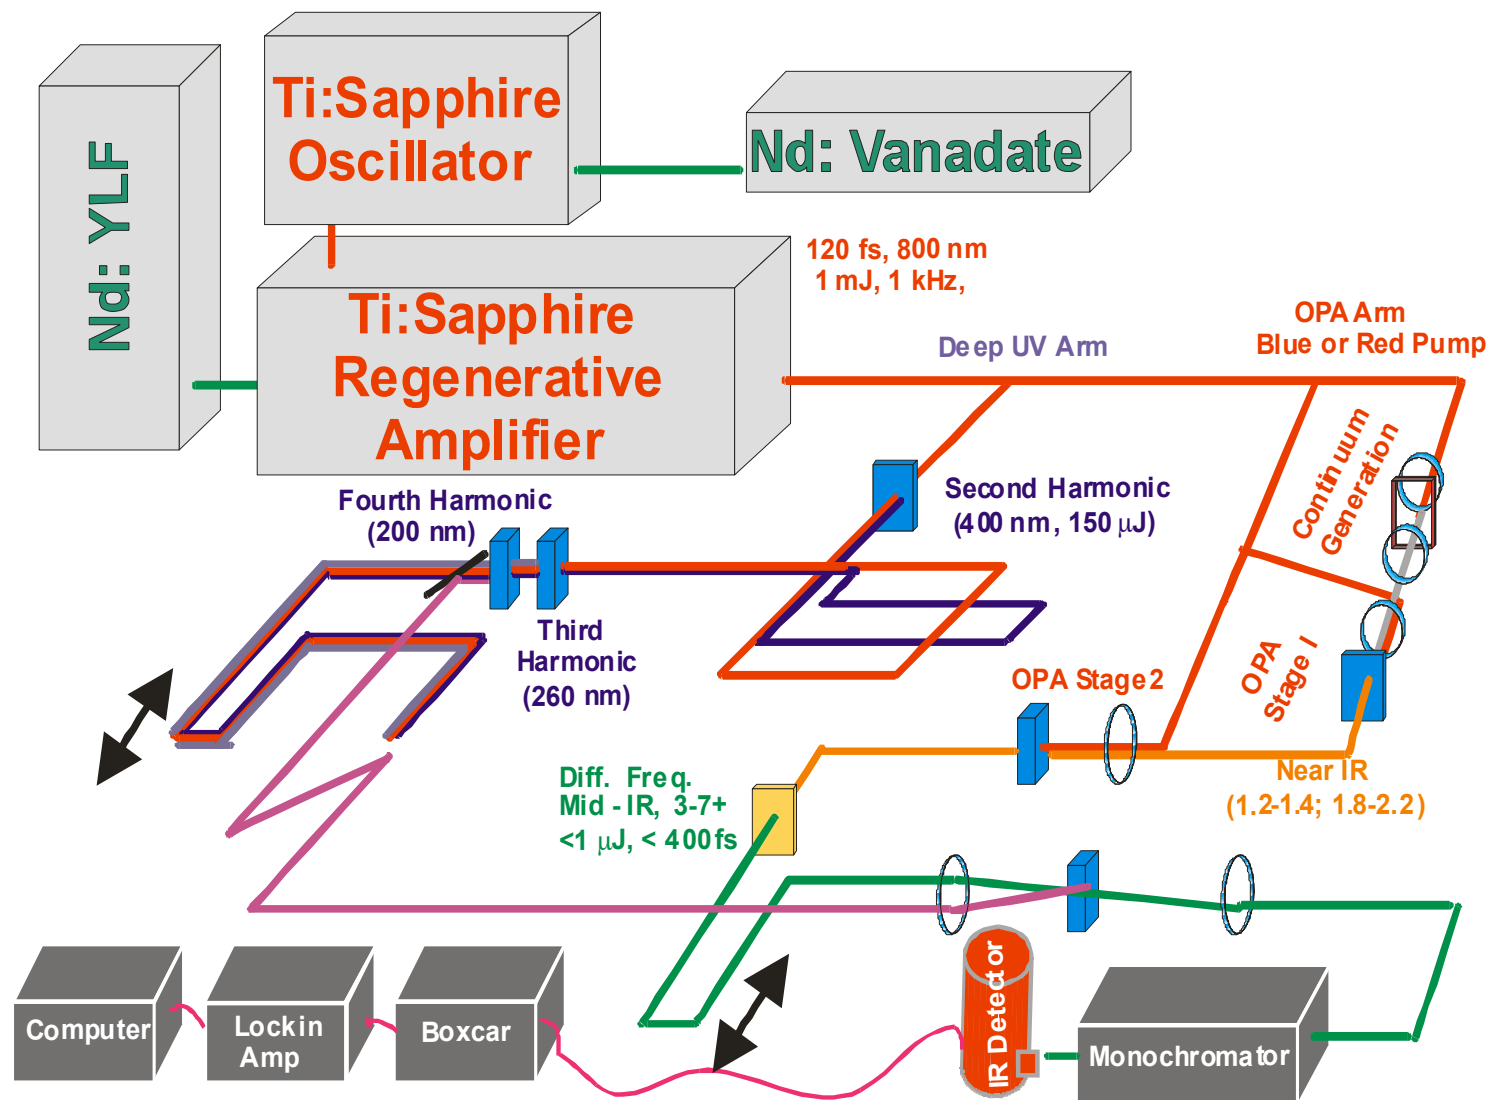 Ti:Sapphire
Oscillator
Nd: Vanadate
Nd: YLF
120 fs, 800 nm
1 mJ, 1 kHz,
Ti:Sapphire
Regenerative
Amplifier
OPA Arm
Blue or Red Pump
Deep UV Arm
Continuum
Generation
Fourth Harmonic
(200 nm)
Second Harmonic
(400 nm, 150 μJ)
Third
Harmonic
(260 nm)
OPA
Stage I
OPA Stage 2
Near IR
(1.2-1.4; 1.8-2.2)
Diff. Freq.
Mid - IR, 3-7+
<1 μJ, < 400 fs
Computer
Lockin
Amp
Boxcar
IR Detector
Monochromator